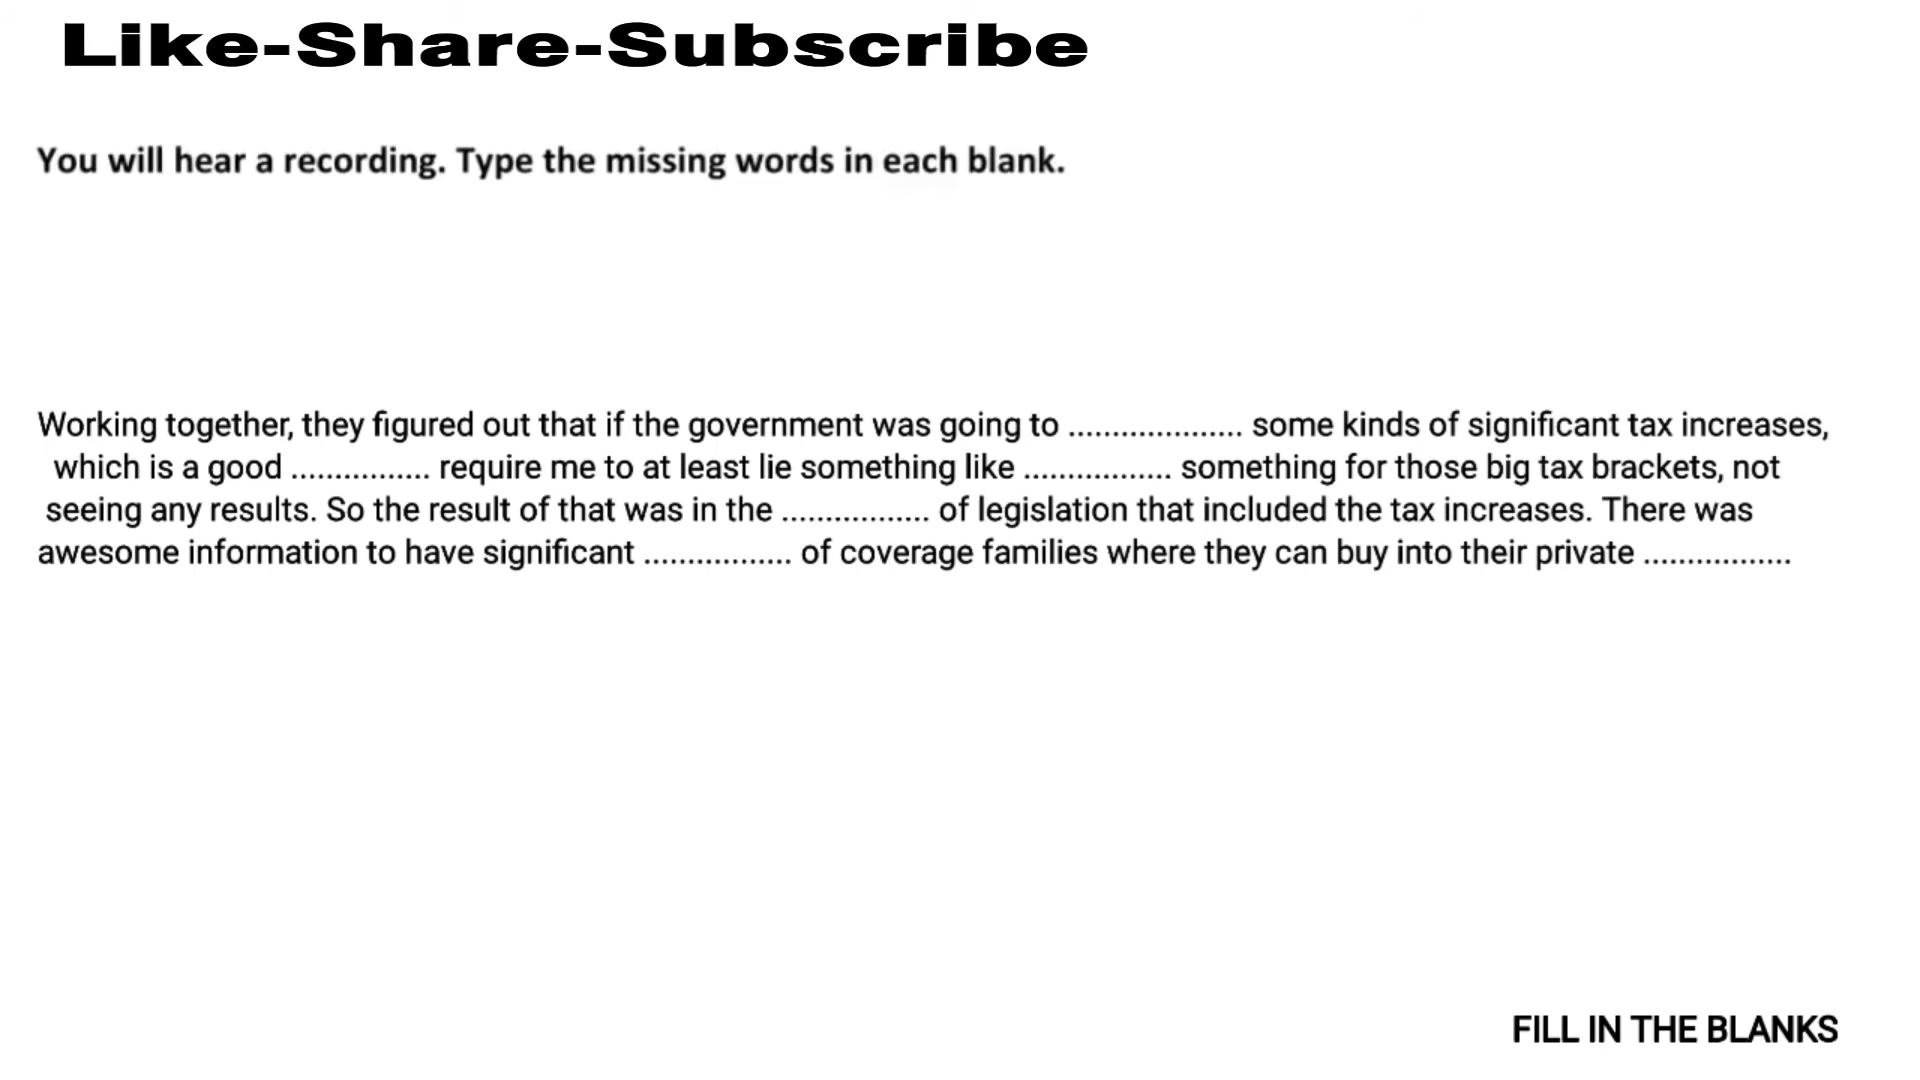 Like-Share-Subscribe
You will hear a recording. Type the missing words in each blank.
Working together, they figured out that if the government was going to .................... some kinds of significant tax increases,
which is a good ................ require me to at least lie something like ................. something for those big tax brackets, not
seeing any results. So the result of that was in the ................. of legislation that included the tax increases. There was
awesome information to have significant ................. of coverage families where they can buy into their private .................
FILL IN THE BLANKS